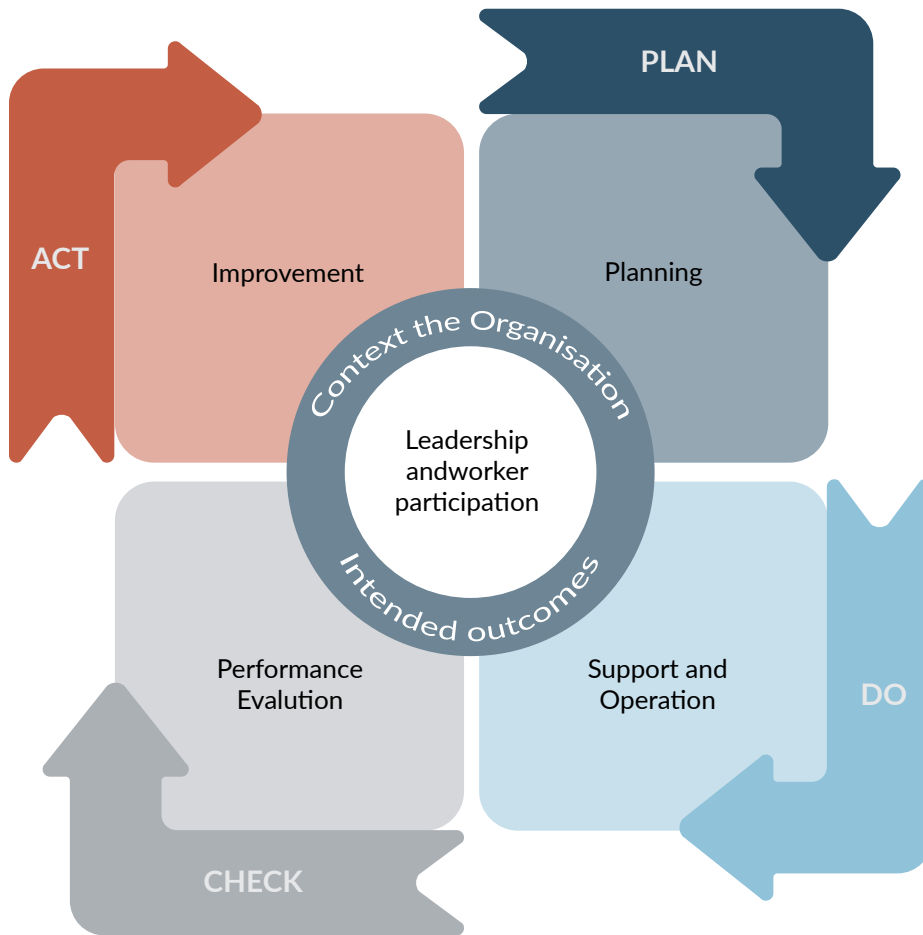 PLAN
ACT
Improvement
Planning
Context the Organisation
Leadership
andworker
participation
Intended outcomes
Performance
Evalution
Support and
Operation
DO
CHECK